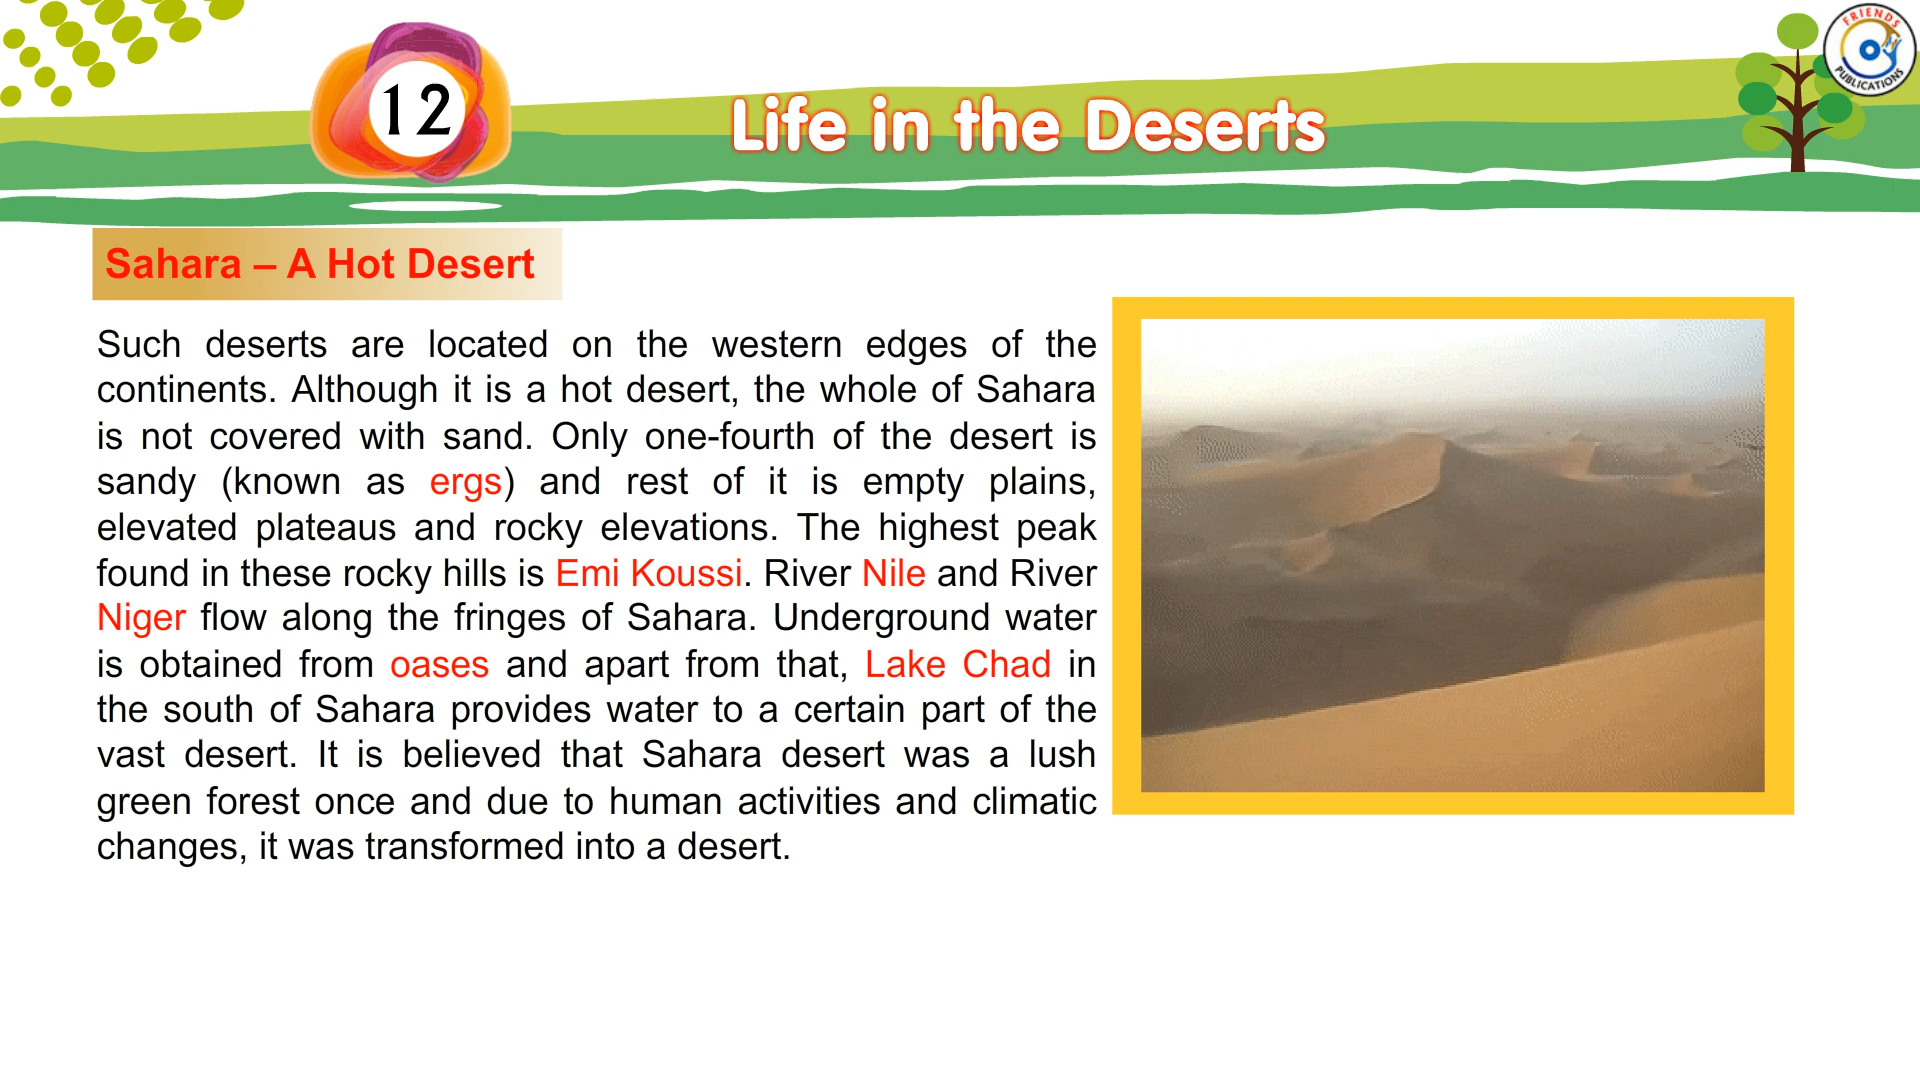 12
Life in the Deserts
FRIENDS
PUBLICATIONS
Sahara – A Hot Desert
Such deserts are located on the western edges of the
continents. Although it is a hot desert, the whole of Sahara
is not covered with sand. Only one-fourth of the desert is
sandy (known as ergs) and rest of it is empty plains,
elevated plateaus and rocky elevations. The highest peak
found in these rocky hills is Emi Koussi. River Nile and River
Niger flow along the fringes of Sahara. Underground water
is obtained from oases and apart from that, Lake Chad in
the south of Sahara provides water to a certain part of the
vast desert. It is believed that Sahara desert was a lush
green forest once and due to human activities and climatic
changes, it was transformed into a desert.